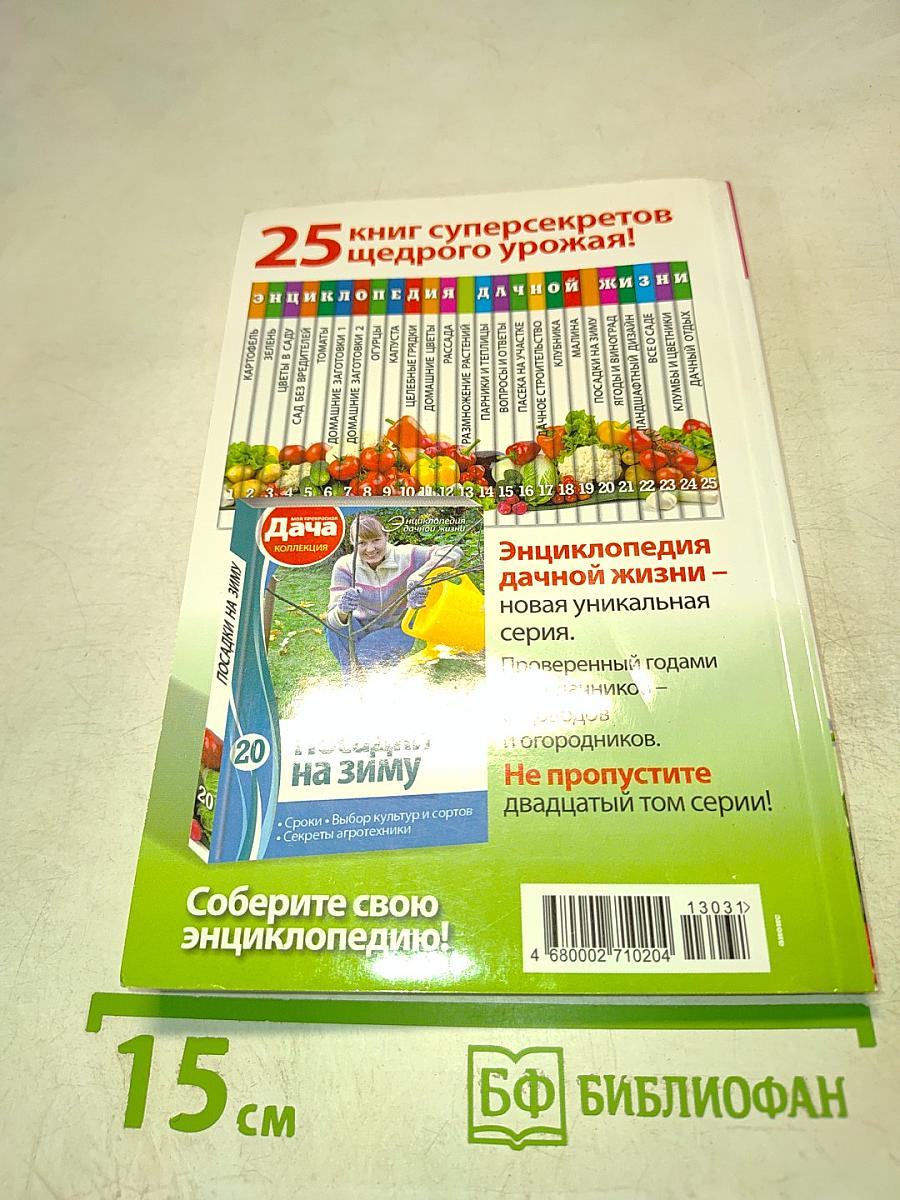 25 книг суперсекретов
щедрого урожая!
ЭНЦИКЛОПЕДИЯ ДАЧНОЙ ЖИЗНИ
КАРТОФЕЛЬ
ЗЕЛЕНЬ
ЦВЕТЫ В САДУ
САД БЕЗ ВРЕДИТЕЛЕЙ
ТОМАТЫ
ДОМАШНИЕ ЗАГОТОВКИ 1
ДОМАШНИЕ ЗАГОТОВКИ 2
ОГУРЦЫ
КАПУСТА
ЦЕЛЕБНЫЕ ГРЯДКИ
ДОМАШНИЕ ЦВЕТЫ
РАССАДА
РАЗМНОЖЕНИЕ РАСТЕНИЙ
ПАРНИКИ И ТЕПЛИЦЫ
ВОПРОСЫ И ОТВЕТЫ
ПАСЕКА НА УЧАСТКЕ
ДАЧНОЕ СТРОИТЕЛЬСТВО
КЛУБНИКА
МАЛИНА
ПОСАДКИ НА ЗИМУ
ЯГОДЫ И ВИНОГРАД
ЛАНДШАФТНЫЙ ДИЗАЙН
ВСЕ О САДЕ
КЛУМБЫ И ЦВЕТНИКИ
ДАЧНЫЙ ОТДЫХ
1 2 3 4 5 6 7 8 9 10 11 12 13 14 15 16 17 18 19 20 21 22 23 24 25
МОЯ ПРЕКРАСНАЯ
Дача
КОЛЛЕКЦИЯ
Энциклопедия
дачной жизни
ПОСАДКИ НА ЗИМУ
20
20
Посадки
на зиму
• Сроки • Выбор культур и сортов
• Секреты агротехники
Энциклопедия
дачной жизни –
новая уникальная
серия.
Проверенный годами
дачников –
и огородников.
Не пропустите
двадцатый том серии!
Соберите свою
энциклопедию!
13031>
4 680002 710204
15 см
БФ БИБЛИОФАН